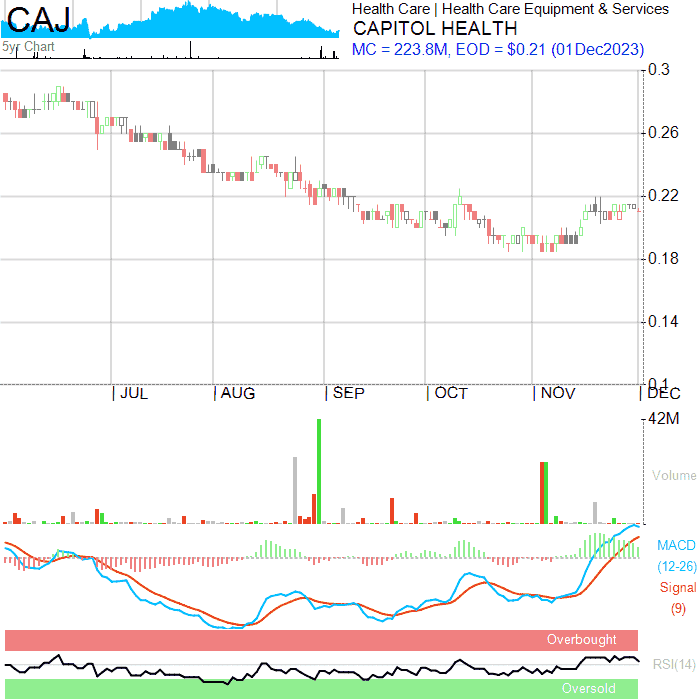 CAJ
5yr Chart
Health Care | Health Care Equipment & Services
CAPITOL HEALTH
MC = 223.8M, EOD = $0.21 (01Dec2023)
0.3
0.26
0.22
0.18
0.14
0.1
| JUL | AUG | SEP | OCT | NOV | DEC
42M
Volume
MACD
(12-26)
Signal
(9)
Overbought
RSI(14)
Oversold